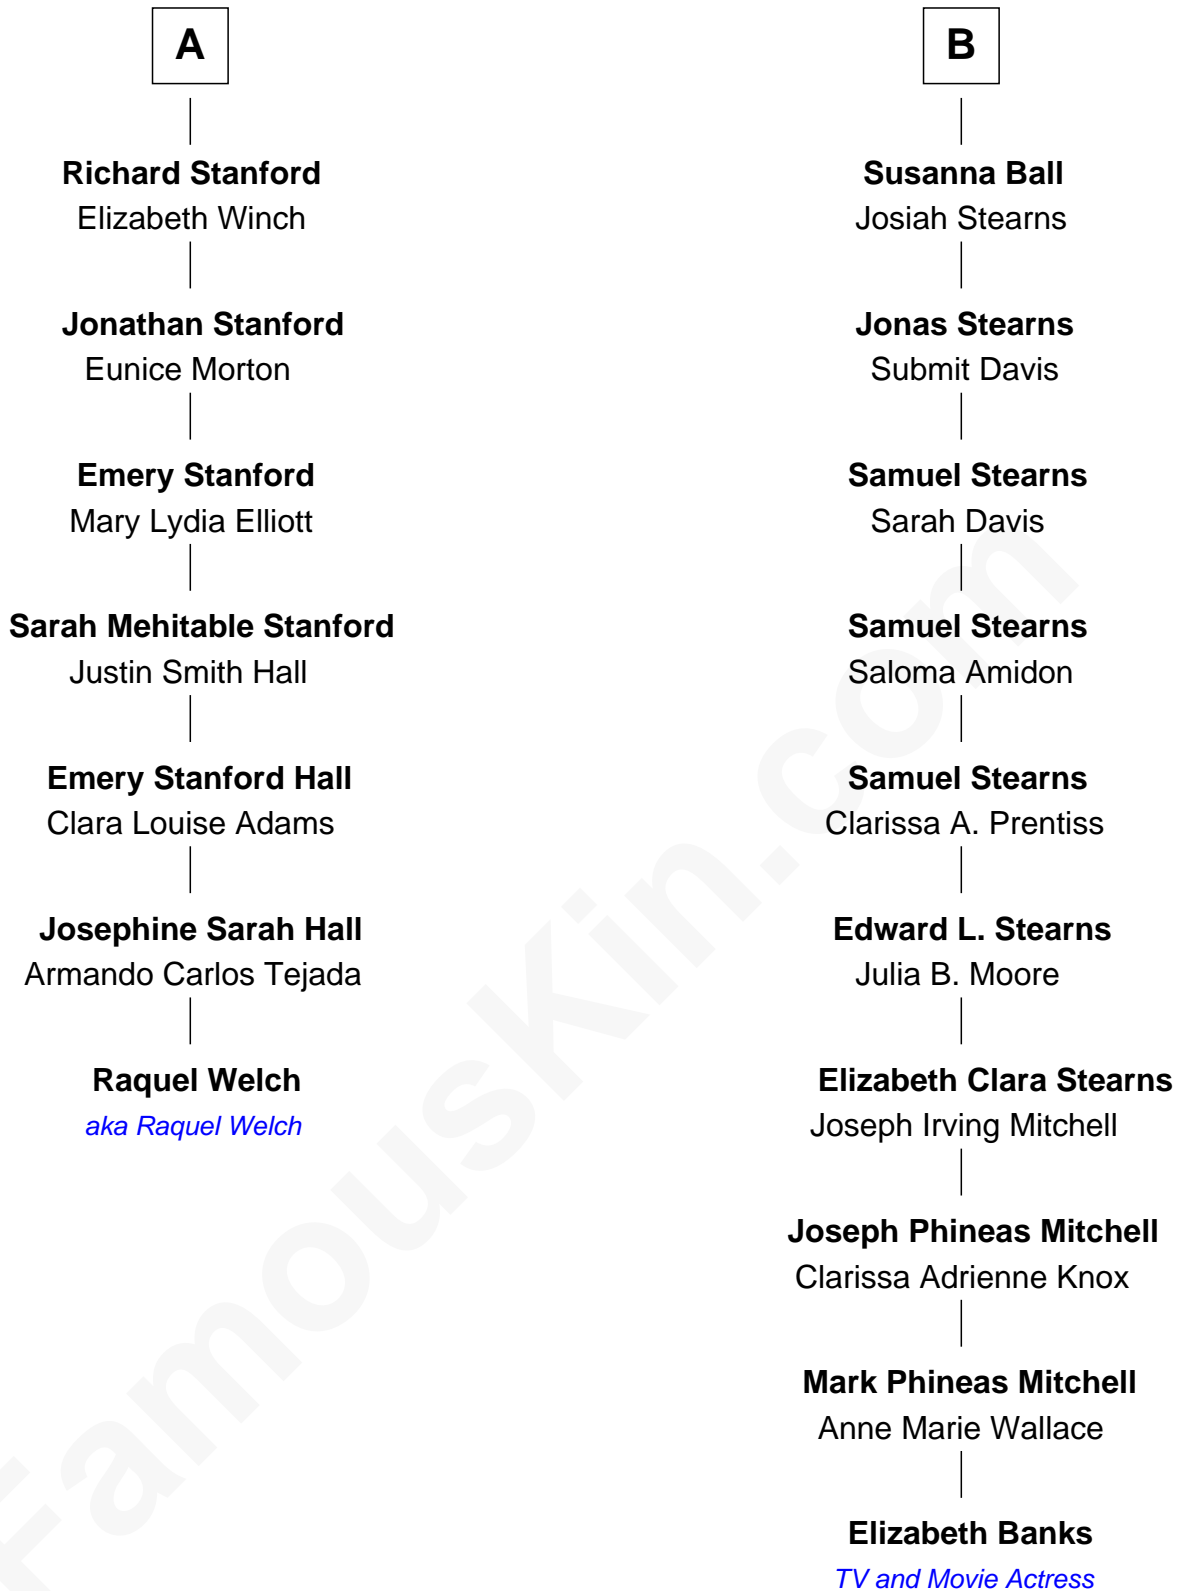 A
Richard Stanford
Elizabeth Winch
Jonathan Stanford
Eunice Morton
Emery Stanford
Mary Lydia Elliott
Sarah Mehitable Stanford
Justin Smith Hall
Emery Stanford Hall
Clara Louise Adams
Josephine Sarah Hall
Armando Carlos Tejada
Raquel Welch
aka Raquel Welch
B
Susanna Ball
Josiah Stearns
Jonas Stearns
Submit Davis
Samuel Stearns
Sarah Davis
Samuel Stearns
Saloma Amidon
Samuel Stearns
Clarissa A. Prentiss
Edward L. Stearns
Julia B. Moore
Elizabeth Clara Stearns
Joseph Irving Mitchell
Joseph Phineas Mitchell
Clarissa Adrienne Knox
Mark Phineas Mitchell
Anne Marie Wallace
Elizabeth Banks
TV and Movie Actress
FamousKin.com